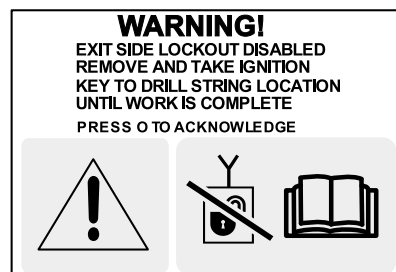 WARNING!
EXIT SIDE LOCKOUT DISABLED
REMOVE AND TAKE IGNITION
KEY TO DRILL STRING LOCATION
UNTIL WORK IS COMPLETE
PRESS O TO ACKNOWLEDGE